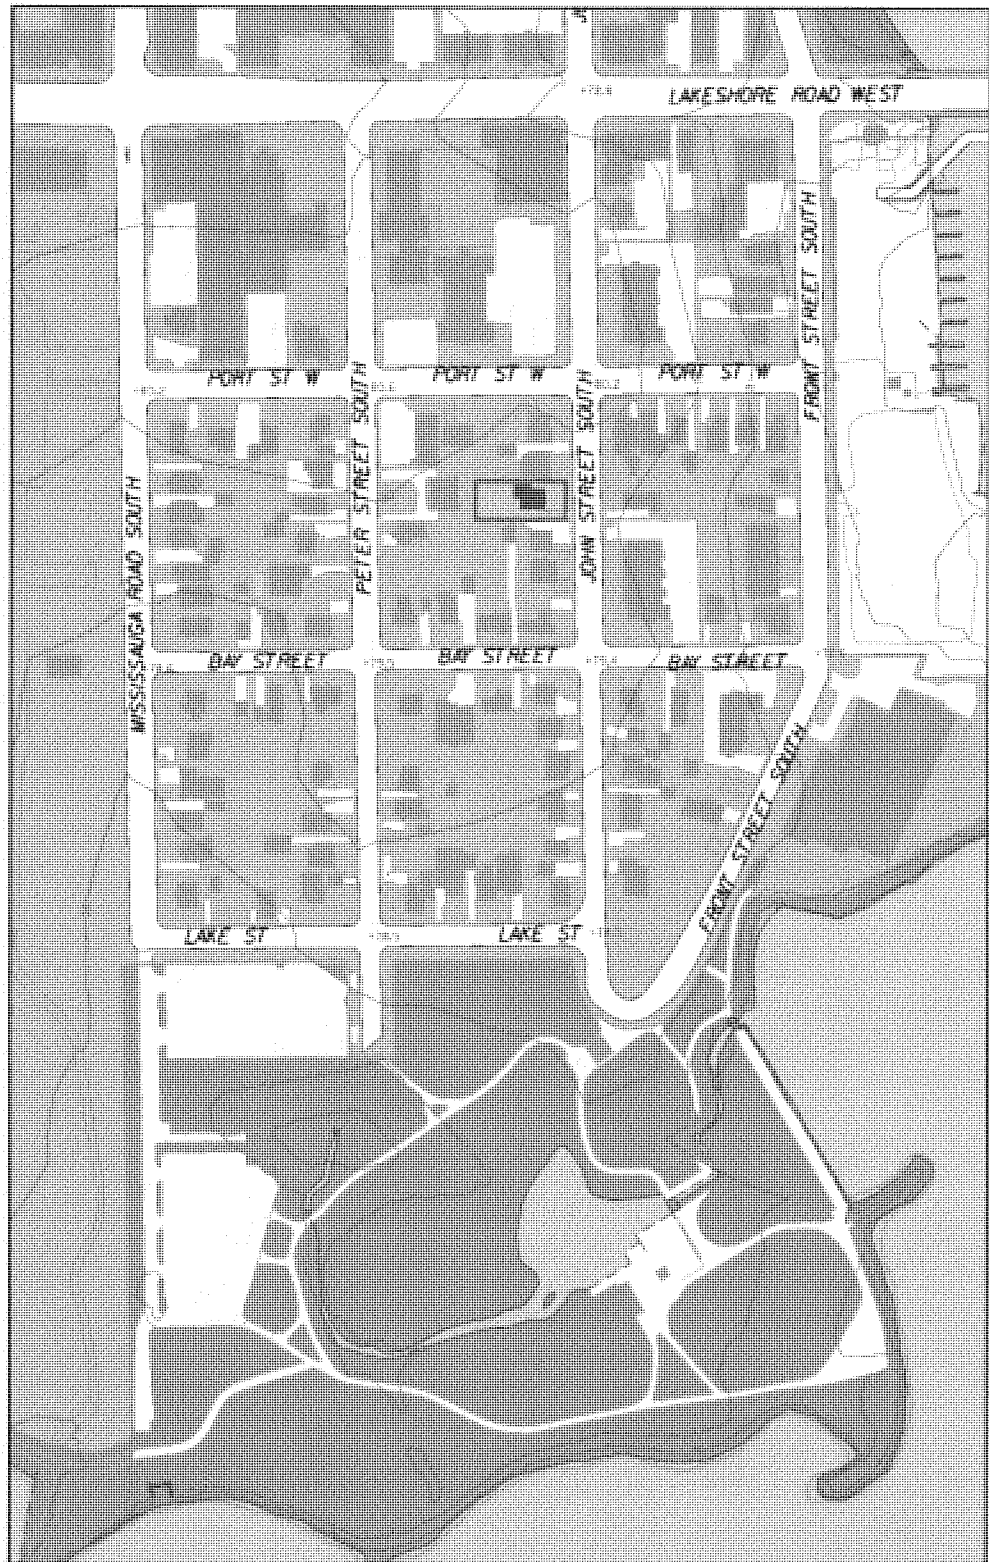 LAKESHORE ROAD WEST
FRONT STREET SOUTH
PORT ST W
PORT ST W
PORT ST W
MISSISSAUGA ROAD SOUTH
PETER STREET SOUTH
JOHN STREET SOUTH
BAY STREET
BAY STREET
BAY STREET
FRONT STREET SOUTH
LAKE ST
LAKE ST